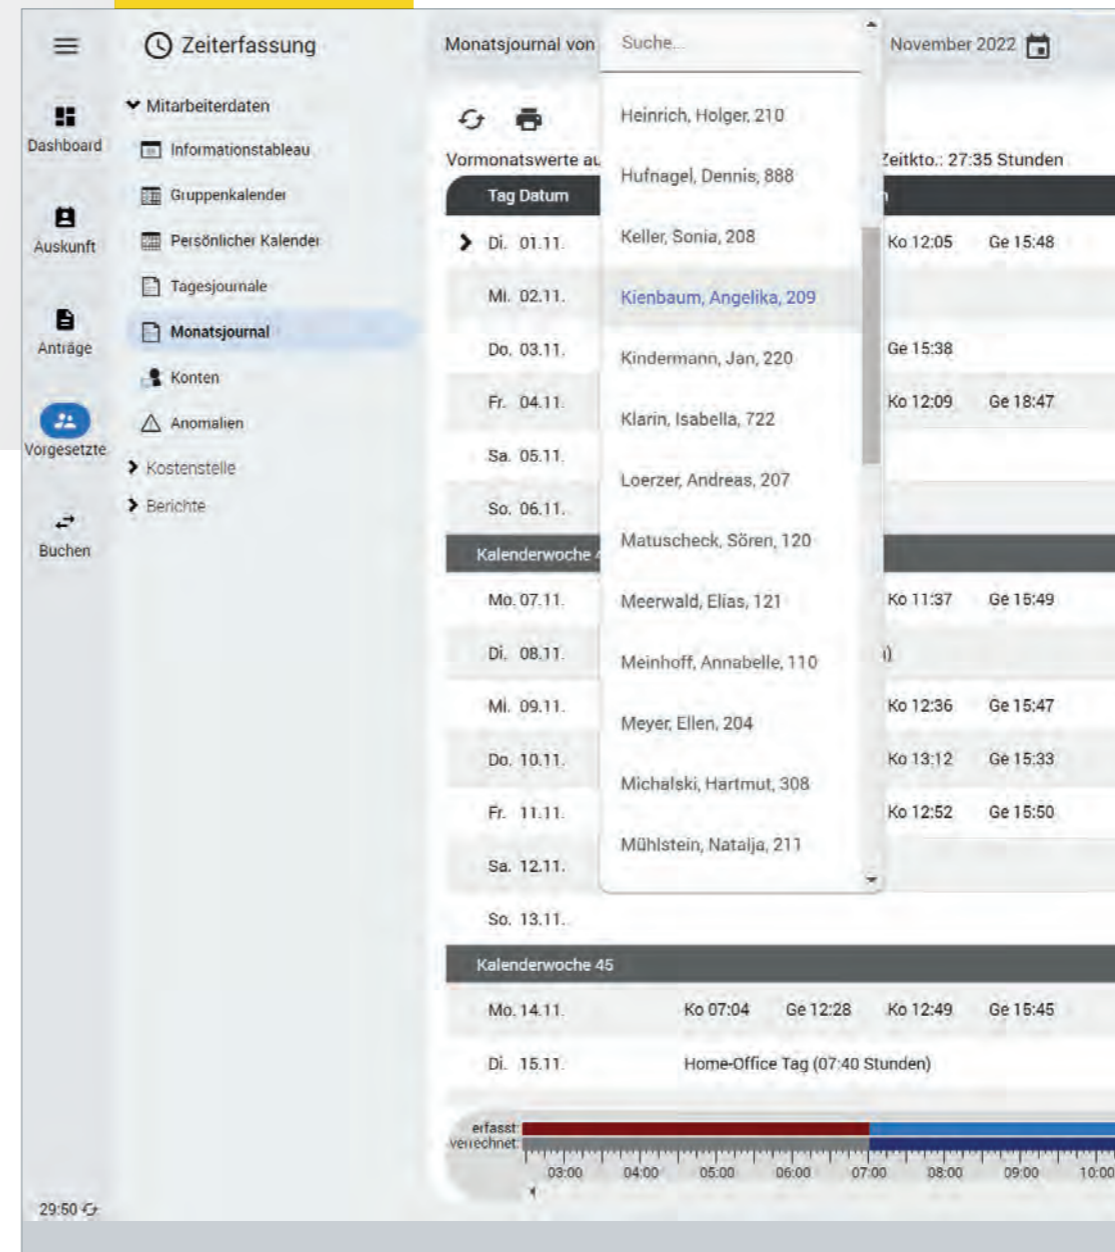 Zeiterfassung
Mitarbeiterdaten
Informationstableau
Gruppenkalender
Persönlicher Kalender
Tagesjournale
Monatsjournal
Konten
Anomalien
Kostenstelle
Berichte
Dashboard
Auskunft
Anträge
Vorgesetzte
Buchen
29:50
Monatsjournal von
November 2022
Suche...
Heinrich, Holger, 210
Hufnagel, Dennis, 888
Keller, Sonia, 208
Kienbaum, Angelika, 209
Kindermann, Jan, 220
Klarin, Isabella, 722
Loerzer, Andreas, 207
Matuscheck, Sören, 120
Meerwald, Elias, 121
Meinhoff, Annabelle, 110
Meyer, Ellen, 204
Michalski, Hartmut, 308
Mühlstein, Natalja, 211
Vormonatswerte au
Zeitkto.: 27:35 Stunden
Tag Datum
Di. 01.11. Ko 12:05 Ge 15:48
Mi. 02.11.
Do. 03.11. Ge 15:38
Fr. 04.11. Ko 12:09 Ge 18:47
Sa. 05.11.
So. 06.11.
Kalenderwoche
Mo. 07.11. Ko 11:37 Ge 15:49
Di. 08.11.
Mi. 09.11. Ko 12:36 Ge 15:47
Do. 10.11. Ko 13:12 Ge 15:33
Fr. 11.11. Ko 12:52 Ge 15:50
Sa. 12.11.
So. 13.11.
Kalenderwoche 45
Mo. 14.11. Ko 07:04 Ge 12:28 Ko 12:49 Ge 15:45
Di. 15.11. Home-Office Tag (07:40 Stunden)
erfasst:
verrechnet:
03:00 04:00 05:00 06:00 07:00 08:00 09:00 10:00